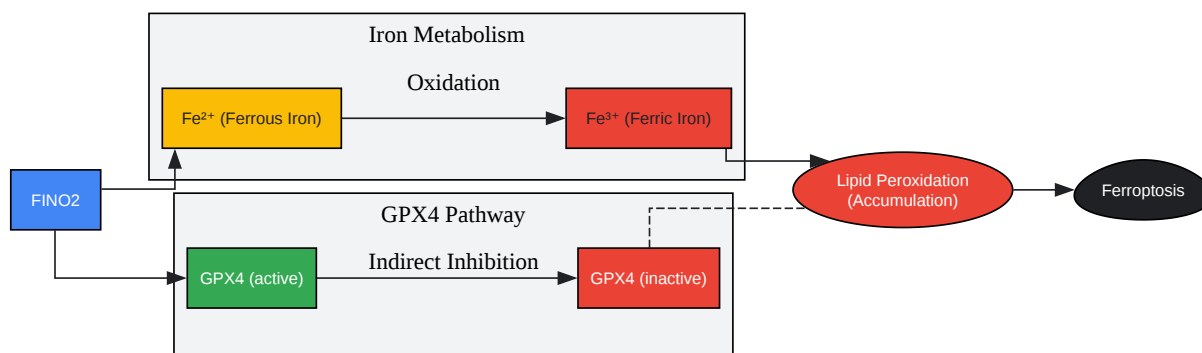 Iron Metabolism
Oxidation
Fe²⁺ (Ferrous Iron)
Fe³⁺ (Ferric Iron)
FINO2
Lipid Peroxidation
(Accumulation)
Ferroptosis
GPX4 Pathway
Indirect Inhibition
GPX4 (active)
GPX4 (inactive)